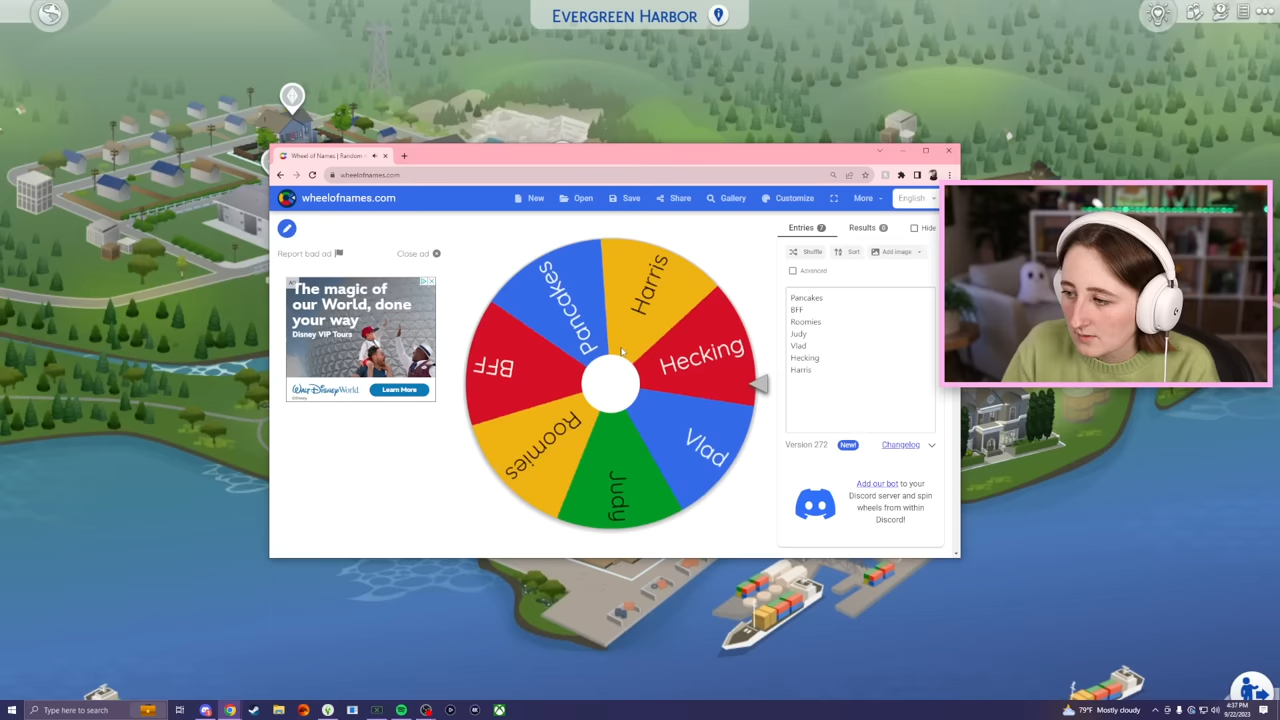 EVERGREEN HARBOR
Wheel of Names | Random
wheelofnames.com
wheelofnames.com
New
Open
Save
Share
Gallery
Customize
More
English
Report bad ad
Close ad
The magic of
our World, done
your way
Disney VIP Tours
Walt Disney World
Learn More
©Disney
Pancakes
Harris
Hecking
Vlad
Judy
Roomies
BFF
Entries 7
Results 0
Hide
Shuffle
Sort
Add image
Advanced
Pancakes
BFF
Roomies
Judy
Vlad
Hecking
Harris
Version 272
New!
Changelog
Add our bot to your
Discord server and spin
wheels from within
Discord!
Type here to search
79°F Mostly cloudy
4:37 PM
9/22/2023